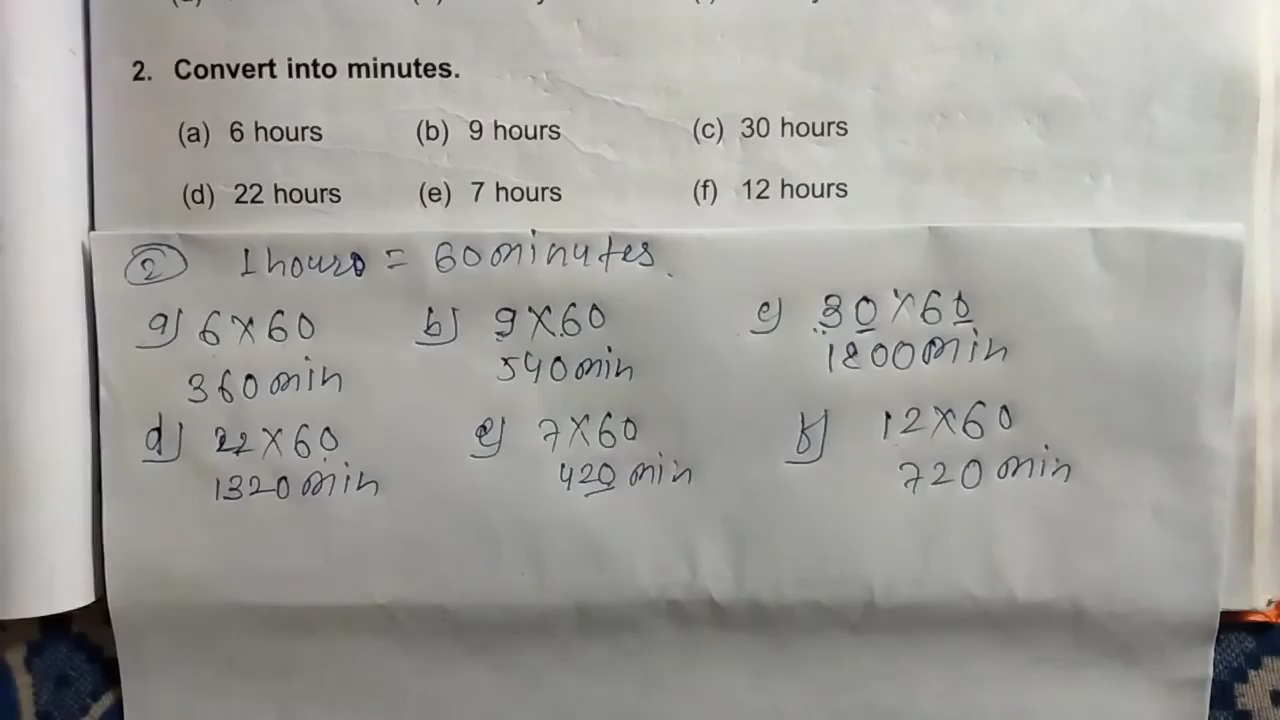 2. Convert into minutes.
(a) 6 hours (b) 9 hours (c) 30 hours
(d) 22 hours (e) 7 hours (f) 12 hours
2 1 hours = 60 minutes.
a) 6 x 60 b) 9 x 60 c) 30 x 60
360 min 540 min 1800 min
d) 22 x 60 e) 7 x 60 f) 12 x 60
1320 min 420 min 720 min